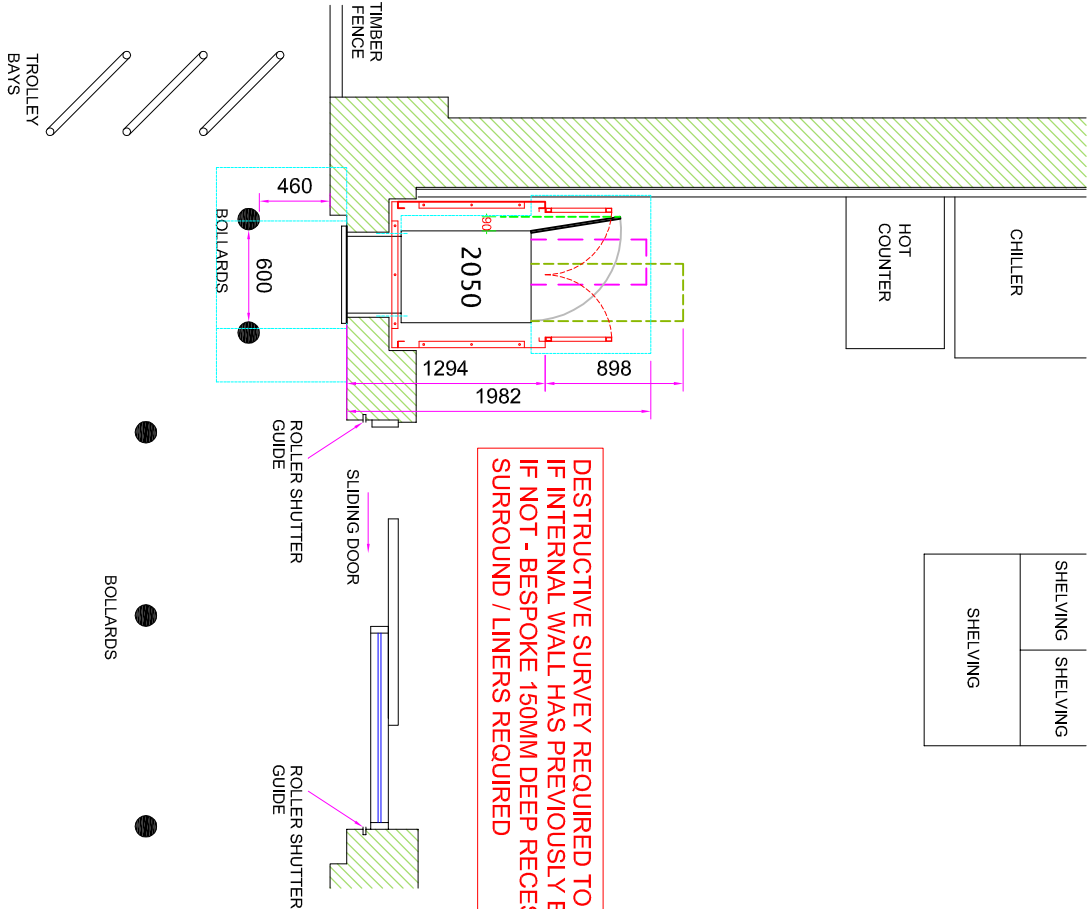 TIMBER
FENCE
TROLLEY
BAYS
460
BOLLARDS
600
90
2050
1294
898
1982
HOT
COUNTER
CHILLER
ROLLER SHUTTER
GUIDE
SLIDING DOOR
DESTRUCTIVE SURVEY REQUIRED TO
IF INTERNAL WALL HAS PREVIOUSLY
IF NOT - BESPOKE 150MM DEEP
SURROUND / LINERS REQUIRED
SHELVING
SHELVING
SHELVING
BOLLARDS
ROLLER SHUTTER
GUIDE